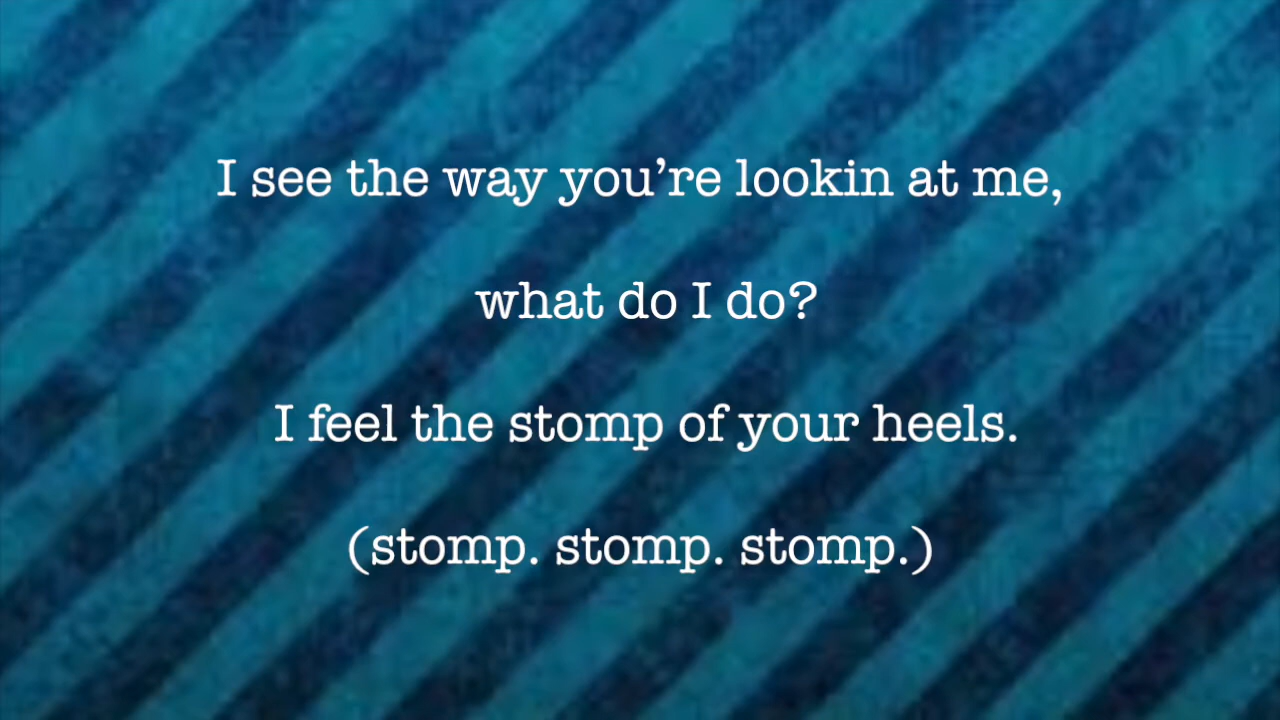 I see the way you’re lookin at me,
what do I do?
I feel the stomp of your heels.
(stomp. stomp. stomp.)